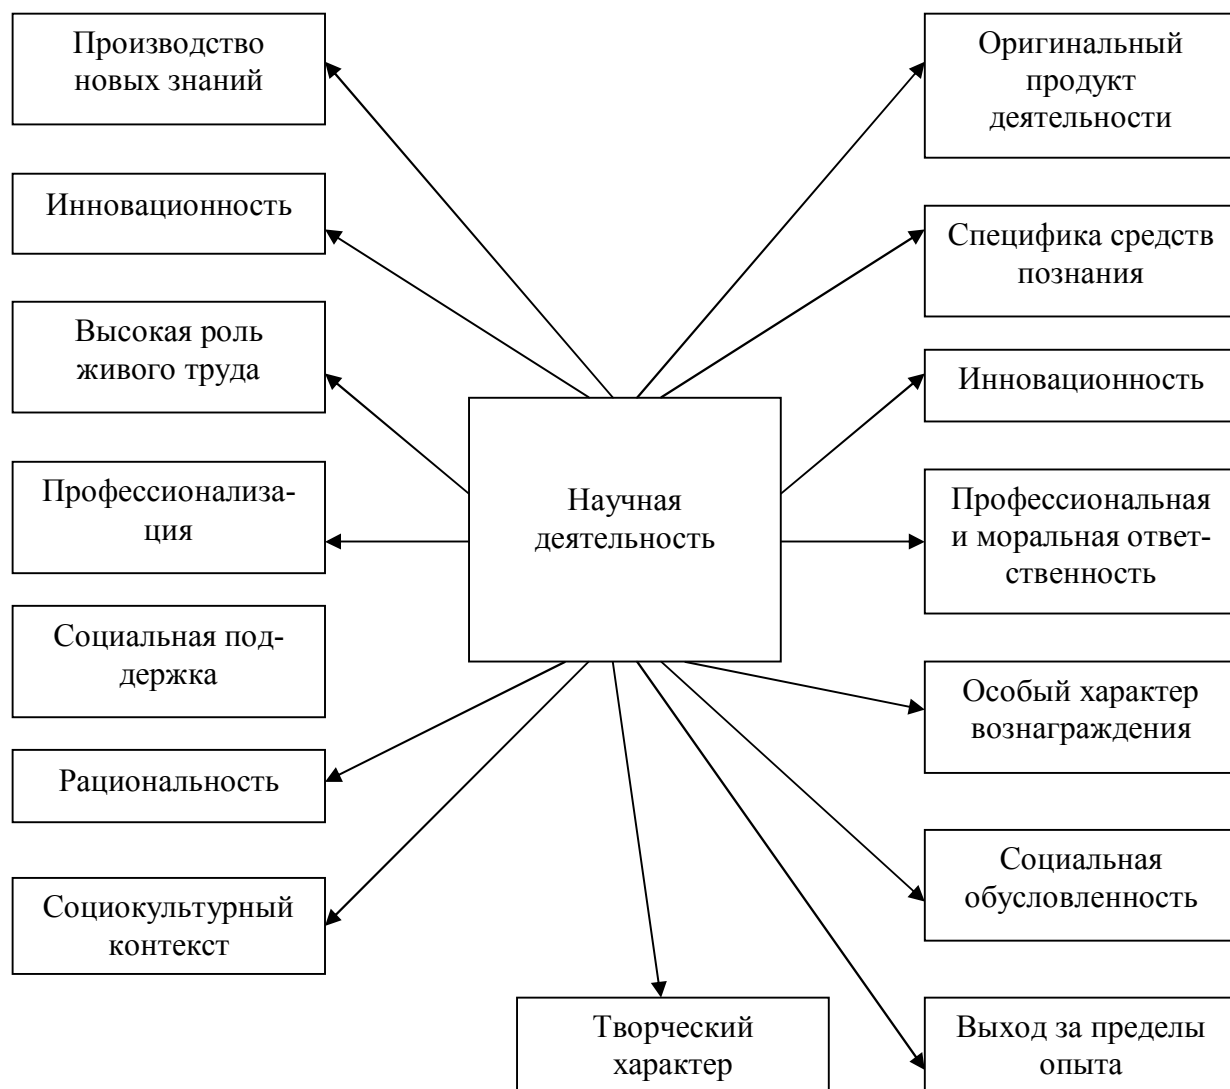 Производство
новых знаний
Инновационность
Высокая роль
живого труда
Профессионализа-
ция
Социальная под-
держка
Рациональность
Социокультурный
контекст
Научная
деятельность
Творческий
характер
Оригинальный
продукт
деятельности
Специфика средств
познания
Инновационность
Профессиональная
и моральная ответ-
ственность
Особый характер
вознаграждения
Социальная
обусловленность
Выход за пределы
опыта